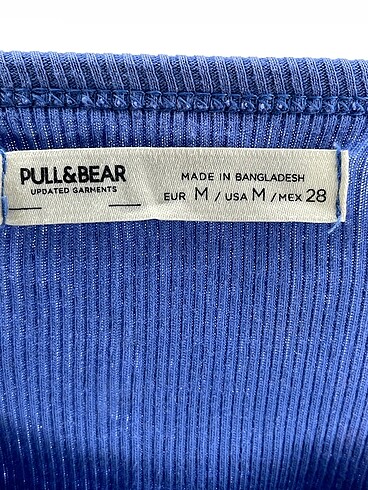 PULL&BEAR
UPDATED GARMENTS
MADE IN BANGLADESH
EUR M / USA M / MEX 28